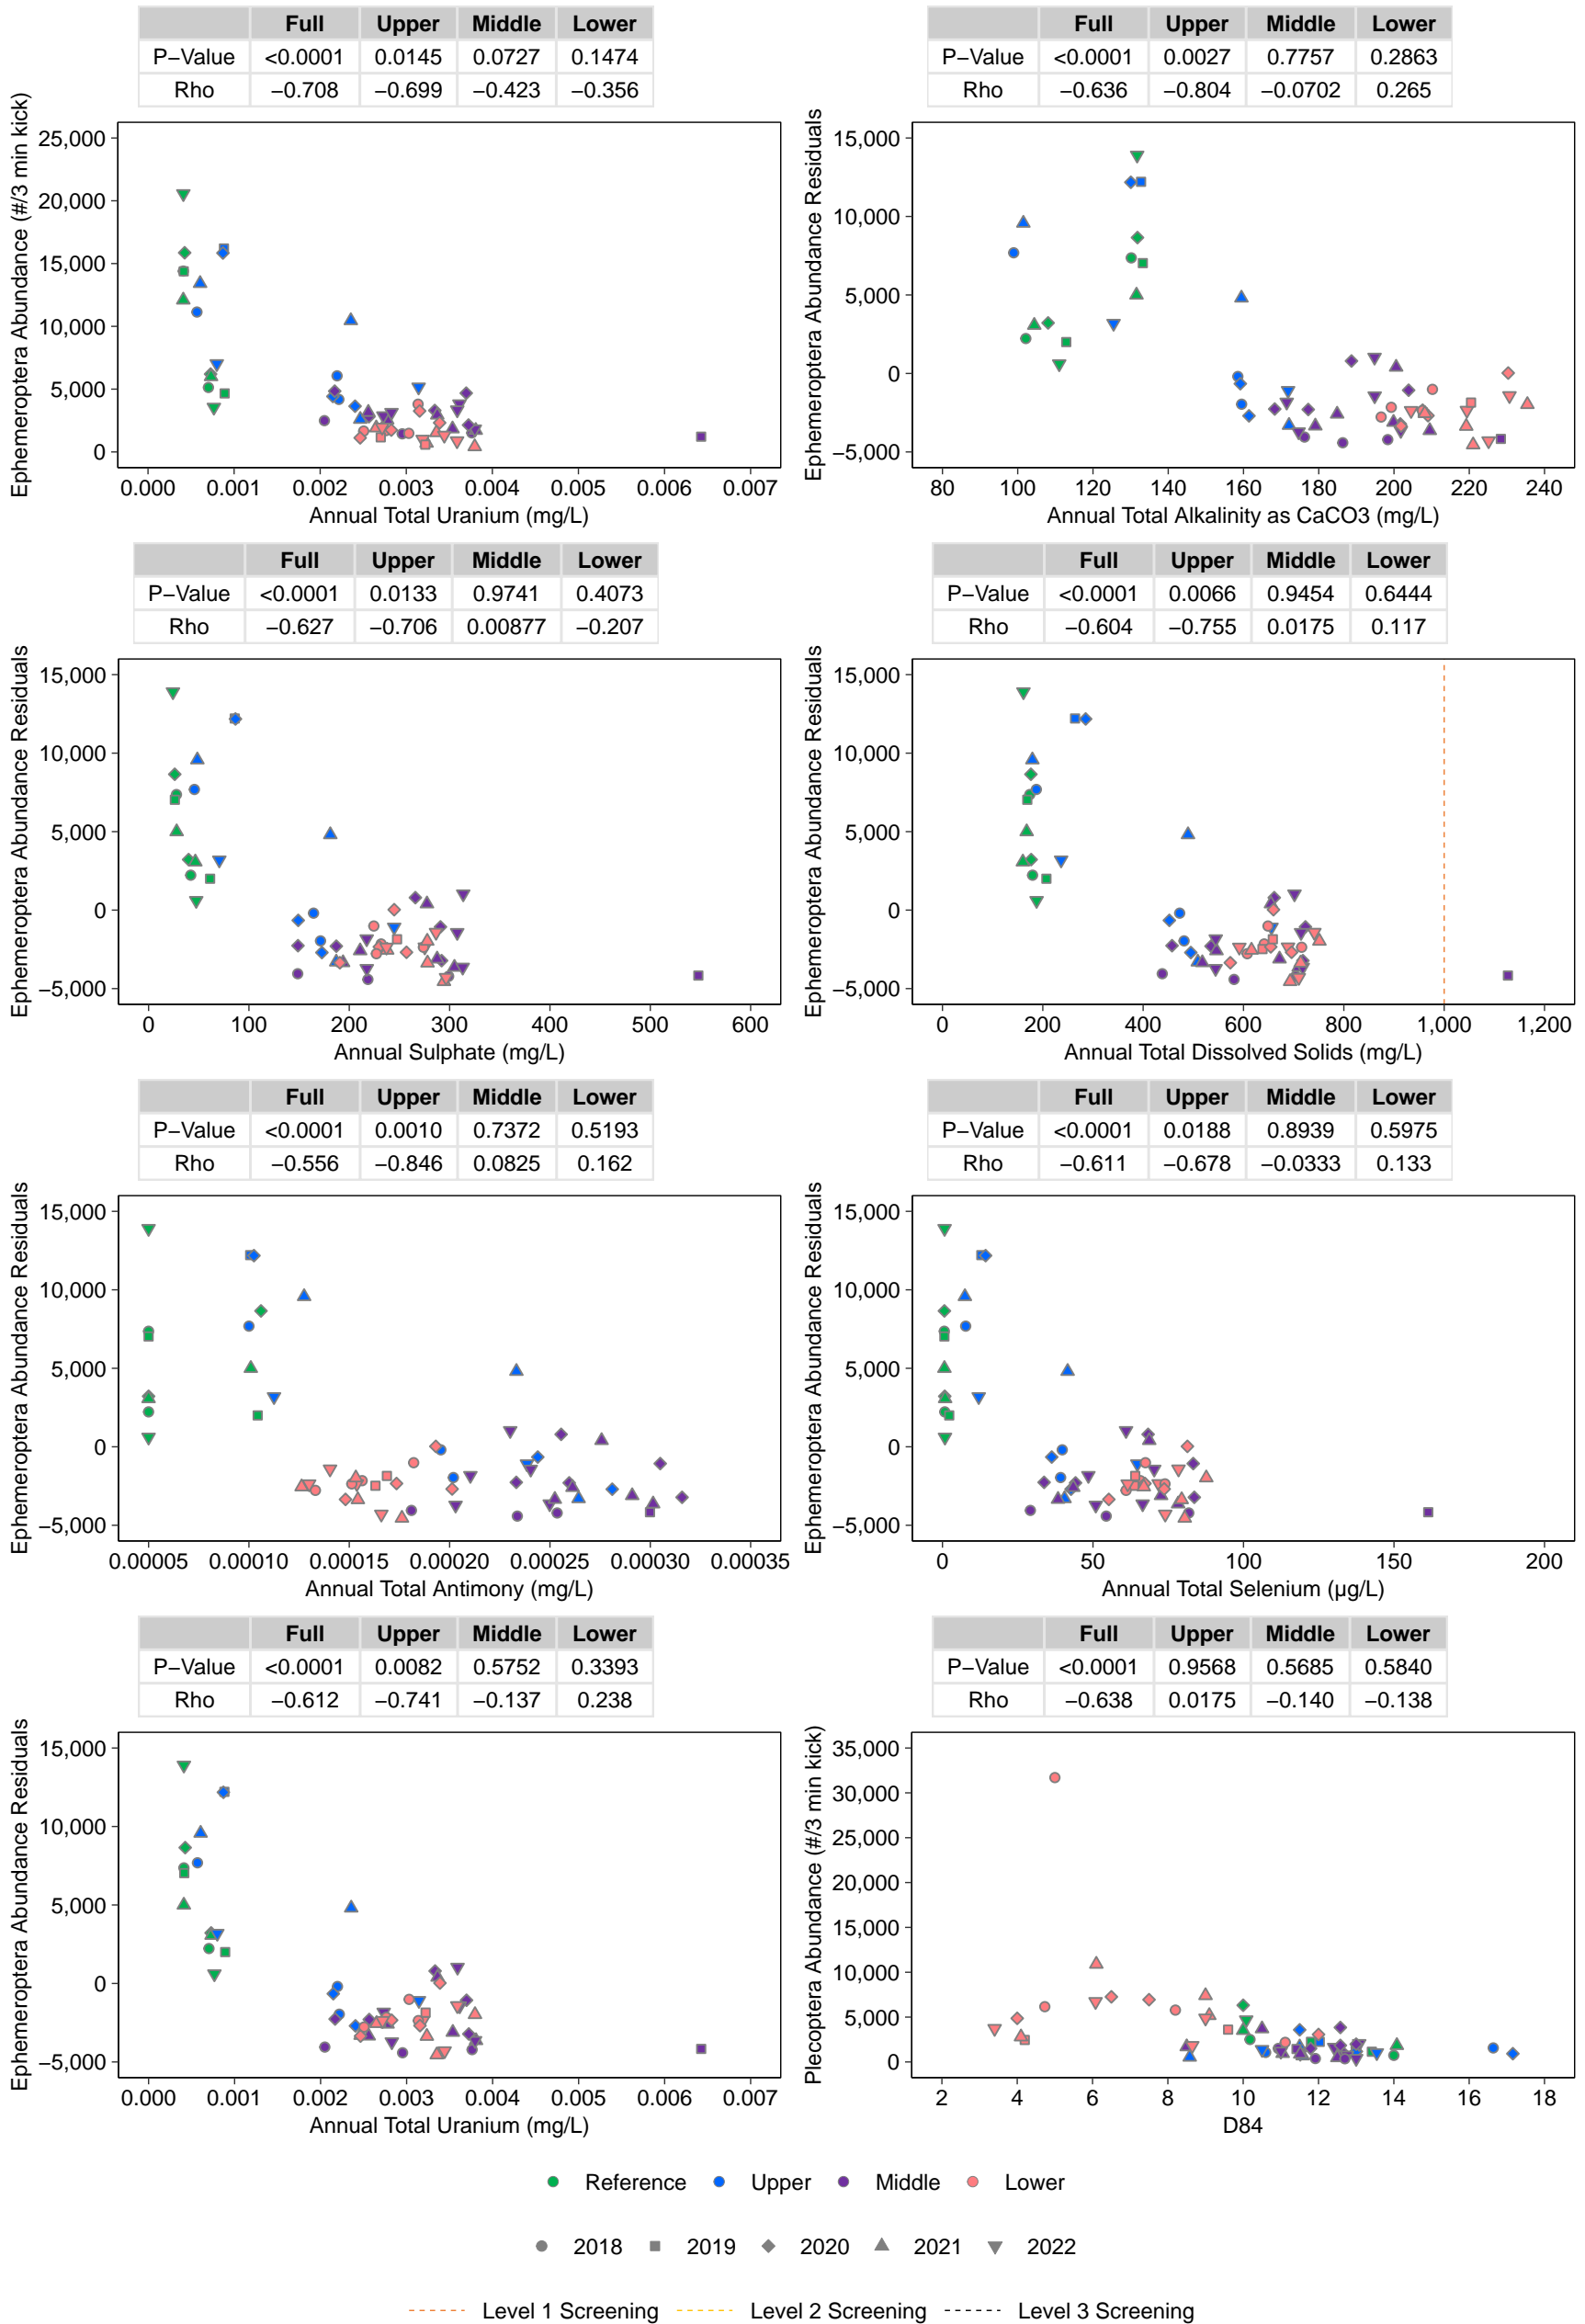 Full Upper Middle Lower
P−Value <0.0001 0.0145 0.0727 0.1474
Rho −0.708 −0.699 −0.423 −0.356
Ephemeroptera Abundance (#/3 min kick)
25,000
20,000
15,000
10,000
5,000
0
0.000 0.001 0.002 0.003 0.004 0.005 0.006 0.007
Annual Total Uranium (mg/L)
Full Upper Middle Lower
P−Value <0.0001 0.0027 0.7757 0.2863
Rho −0.636 −0.804 −0.0702 0.265
Ephemeroptera Abundance Residuals
15,000
10,000
5,000
0
−5,000
80 100 120 140 160 180 200 220 240
Annual Total Alkalinity as CaCO3 (mg/L)
Full Upper Middle Lower
P−Value <0.0001 0.0133 0.9741 0.4073
Rho −0.627 −0.706 0.00877 −0.207
Ephemeroptera Abundance Residuals
15,000
10,000
5,000
0
−5,000
0 100 200 300 400 500 600
Annual Sulphate (mg/L)
Full Upper Middle Lower
P−Value <0.0001 0.0066 0.9454 0.6444
Rho −0.604 −0.755 0.0175 0.117
Ephemeroptera Abundance Residuals
15,000
10,000
5,000
0
−5,000
0 200 400 600 800 1,000 1,200
Annual Total Dissolved Solids (mg/L)
Full Upper Middle Lower
P−Value <0.0001 0.0010 0.7372 0.5193
Rho −0.556 −0.846 0.0825 0.162
Ephemeroptera Abundance Residuals
15,000
10,000
5,000
0
−5,000
0.00005 0.00010 0.00015 0.00020 0.00025 0.00030 0.00035
Annual Total Antimony (mg/L)
Full Upper Middle Lower
P−Value <0.0001 0.0188 0.8939 0.5975
Rho −0.611 −0.678 −0.0333 0.133
Ephemeroptera Abundance Residuals
15,000
10,000
5,000
0
−5,000
0 50 100 150 200
Annual Total Selenium (µg/L)
Full Upper Middle Lower
P−Value <0.0001 0.0082 0.5752 0.3393
Rho −0.612 −0.741 −0.137 0.238
Ephemeroptera Abundance Residuals
15,000
10,000
5,000
0
−5,000
0.000 0.001 0.002 0.003 0.004 0.005 0.006 0.007
Annual Total Uranium (mg/L)
Full Upper Middle Lower
P−Value <0.0001 0.9568 0.5685 0.5840
Rho −0.638 0.0175 −0.140 −0.138
Plecoptera Abundance (#/3 min kick)
35,000
30,000
25,000
20,000
15,000
10,000
5,000
0
2 4 6 8 10 12 14 16 18
D84
Reference Upper Middle Lower
2018 2019 2020 2021 2022
Level 1 Screening Level 2 Screening Level 3 Screening